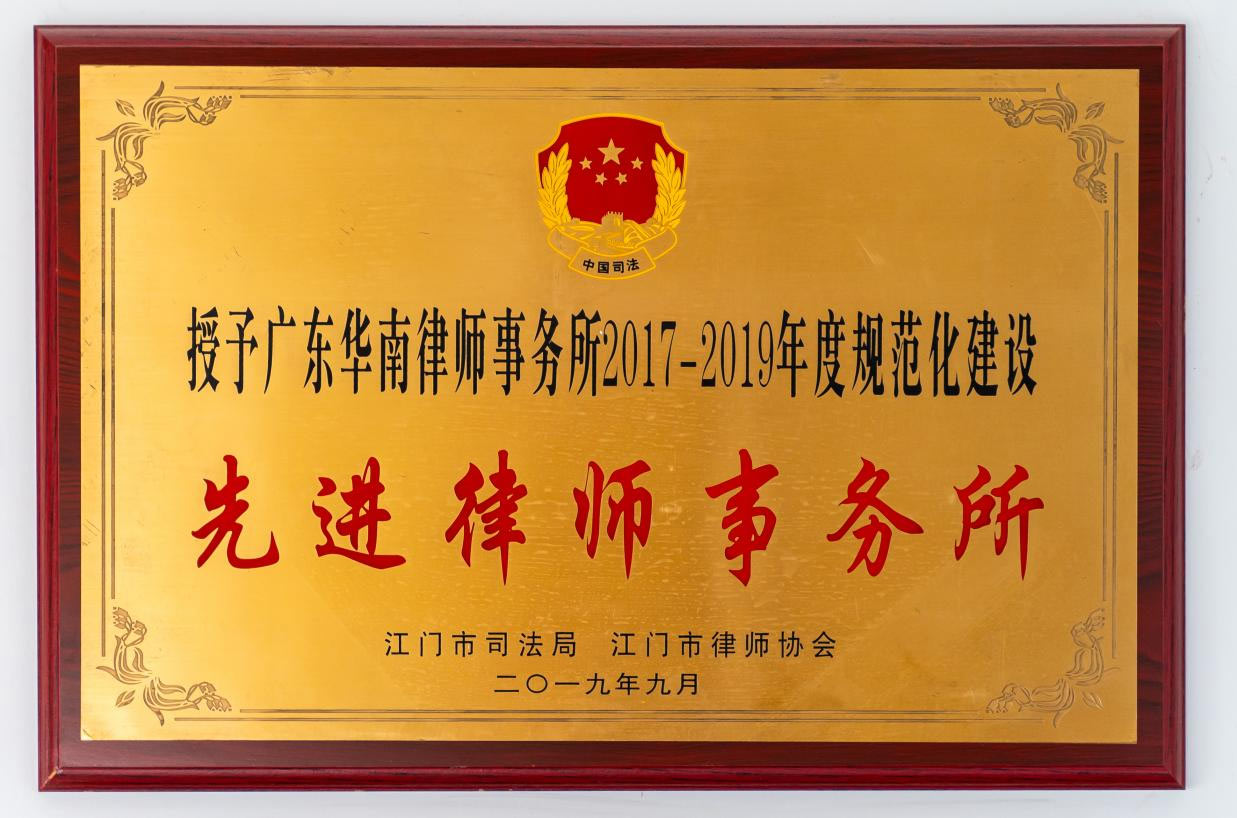 中国司法
授予广东华南律师事务所2017-2019年度规范化建设
先进律师事务所
江门市司法局 江门市律师协会
二〇一九年九月